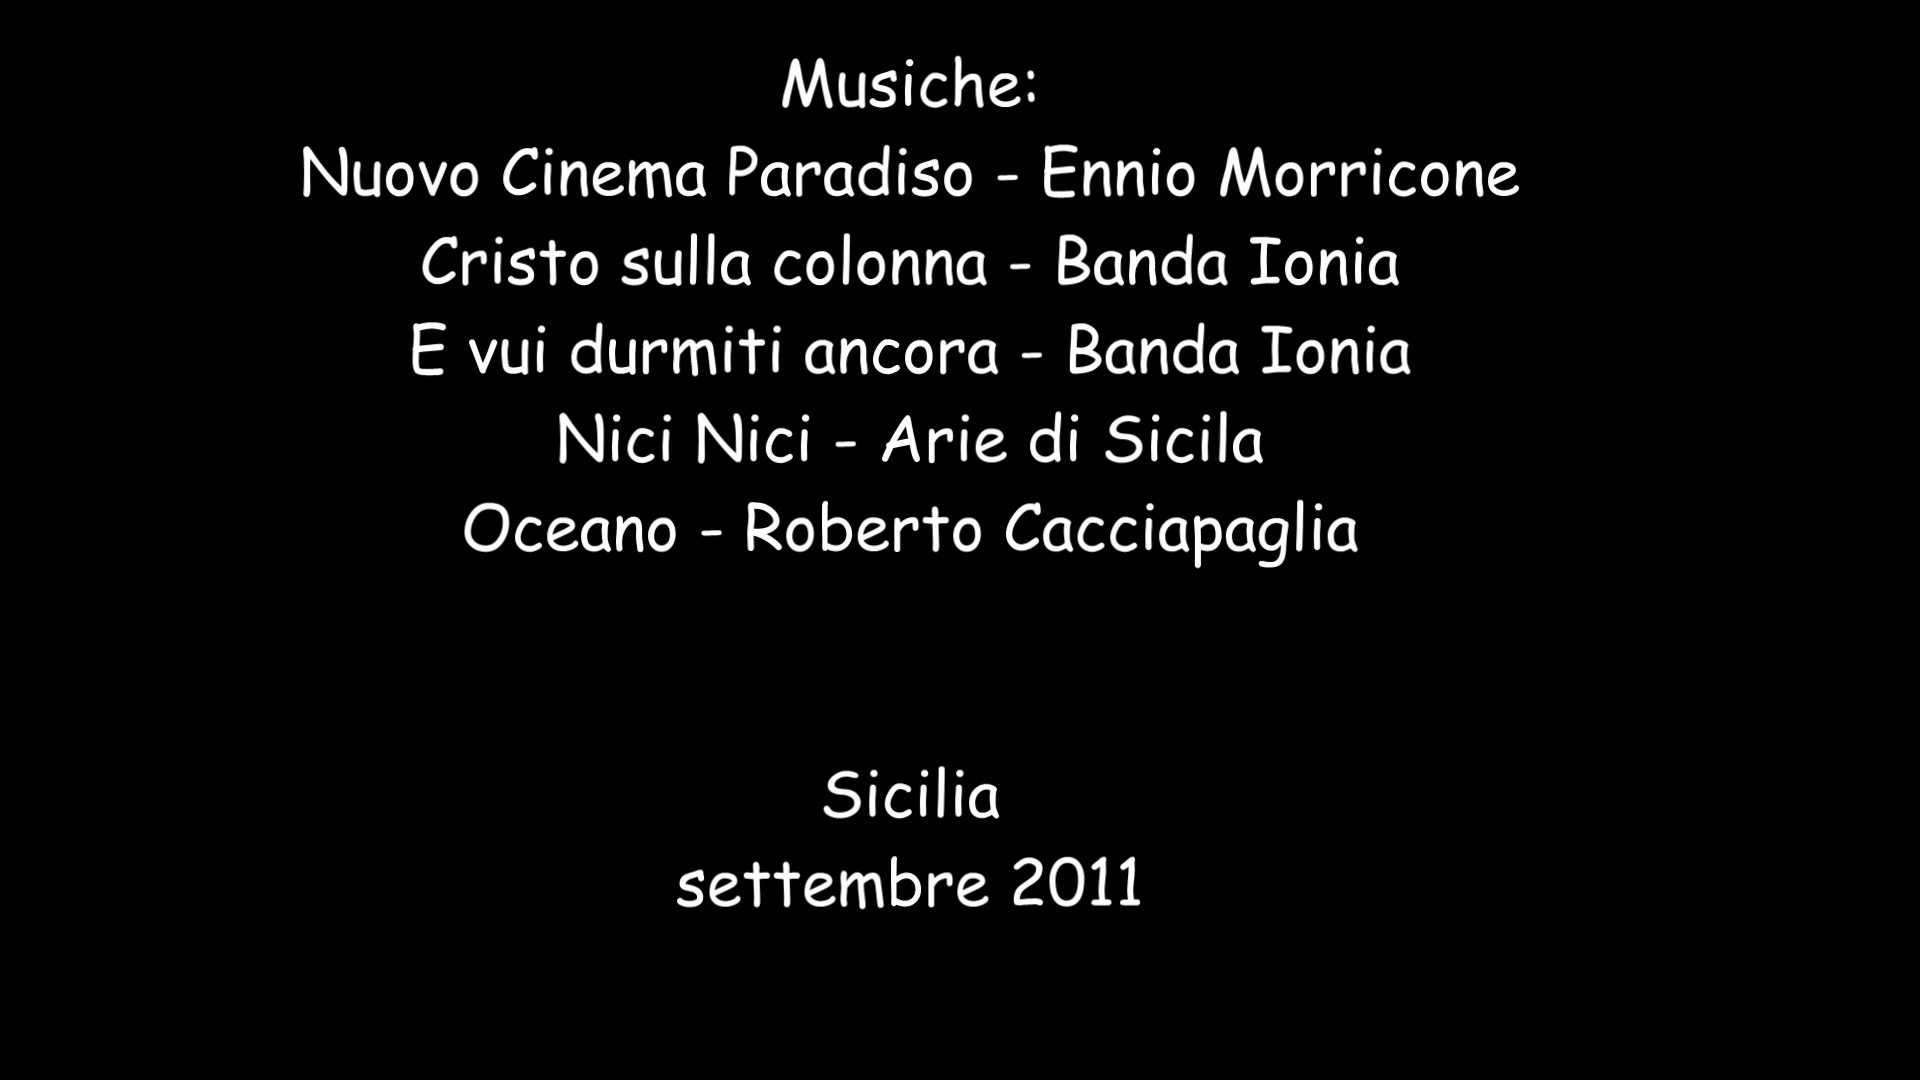 Musiche:
Nuovo Cinema Paradiso - Ennio Morricone
Cristo sulla colonna - Banda Ionia
E vui durmiti ancora - Banda Ionia
Nici Nici - Arie di Sicila
Oceano - Roberto Cacciapaglia
Sicilia
settembre 2011